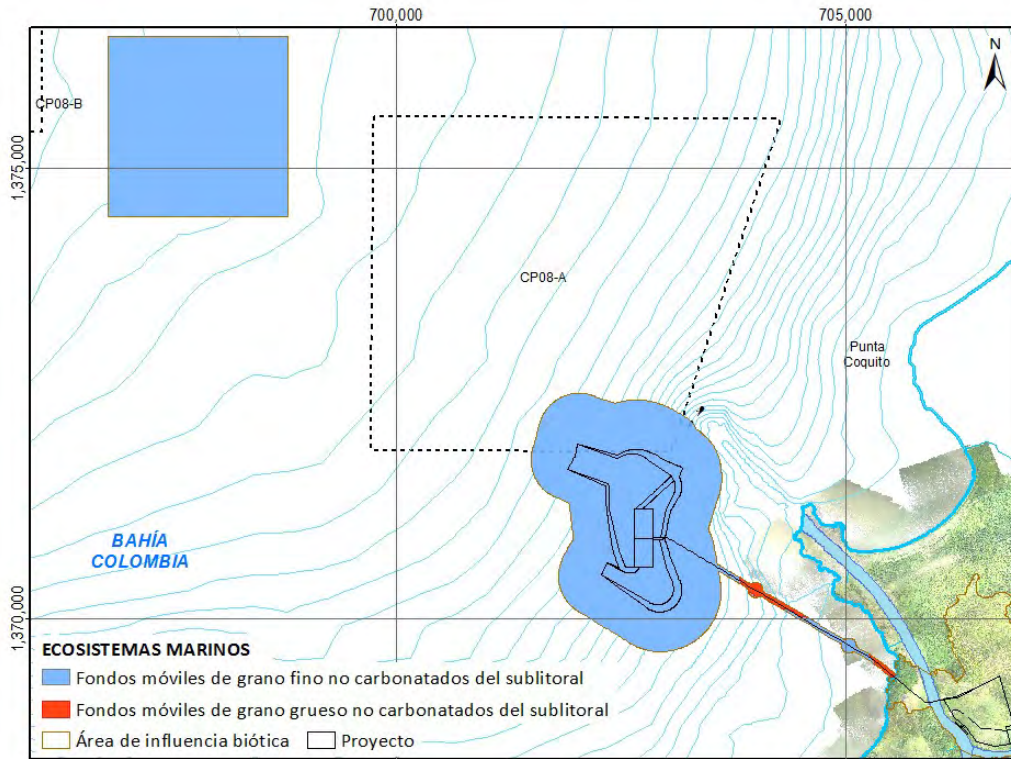 700,000
705,000
N
CP08-B
1,375,000
CP08-A
Punta
Coquito
BAHÍA
COLOMBIA
1,370,000
ECOSISTEMAS MARINOS
Fondos móviles de grano fino no carbonatados del sublitoral
Fondos móviles de grano grueso no carbonatados del sublitoral
Área de influencia biótica
Proyecto